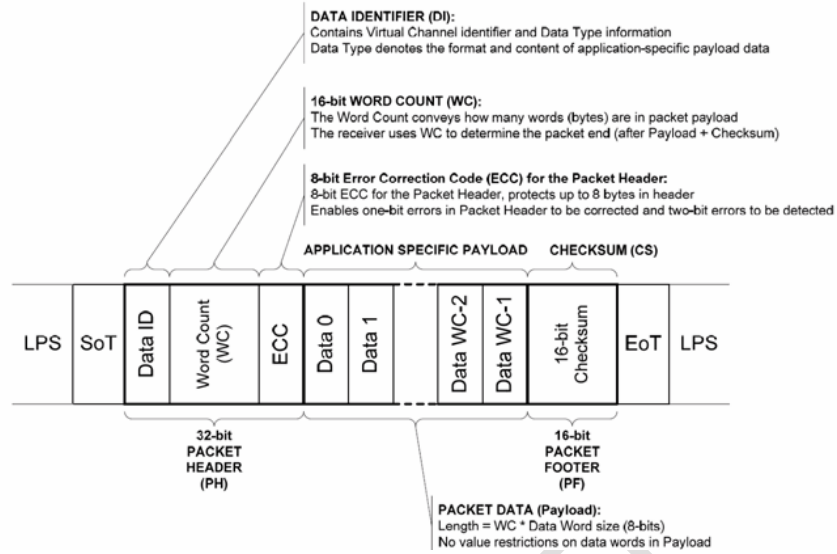 DATA IDENTIFIER (DI):
Contains Virtual Channel identifier and Data Type information
Data Type denotes the format and content of application-specific payload data
16-bit WORD COUNT (WC):
The Word Count conveys how many words (bytes) are in packet payload
The receiver uses WC to determine the packet end (after Payload + Checksum)
8-bit Error Correction Code (ECC) for the Packet Header:
8-bit ECC for the Packet Header, protects up to 8 bytes in header
Enables one-bit errors in Packet Header to be corrected and two-bit errors to be detected
APPLICATION SPECIFIC PAYLOAD
CHECKSUM (CS)
LPS
SoT
Data ID
Word Count
(WC)
ECC
Data 0
Data 1
Data WC-2
Data WC-1
16-bit
Checksum
EoT
LPS
32-bit
PACKET
HEADER
(PH)
16-bit
PACKET
FOOTER
(PF)
PACKET DATA (Payload):
Length = WC * Data Word size (8-bits)
No value restrictions on data words in Payload